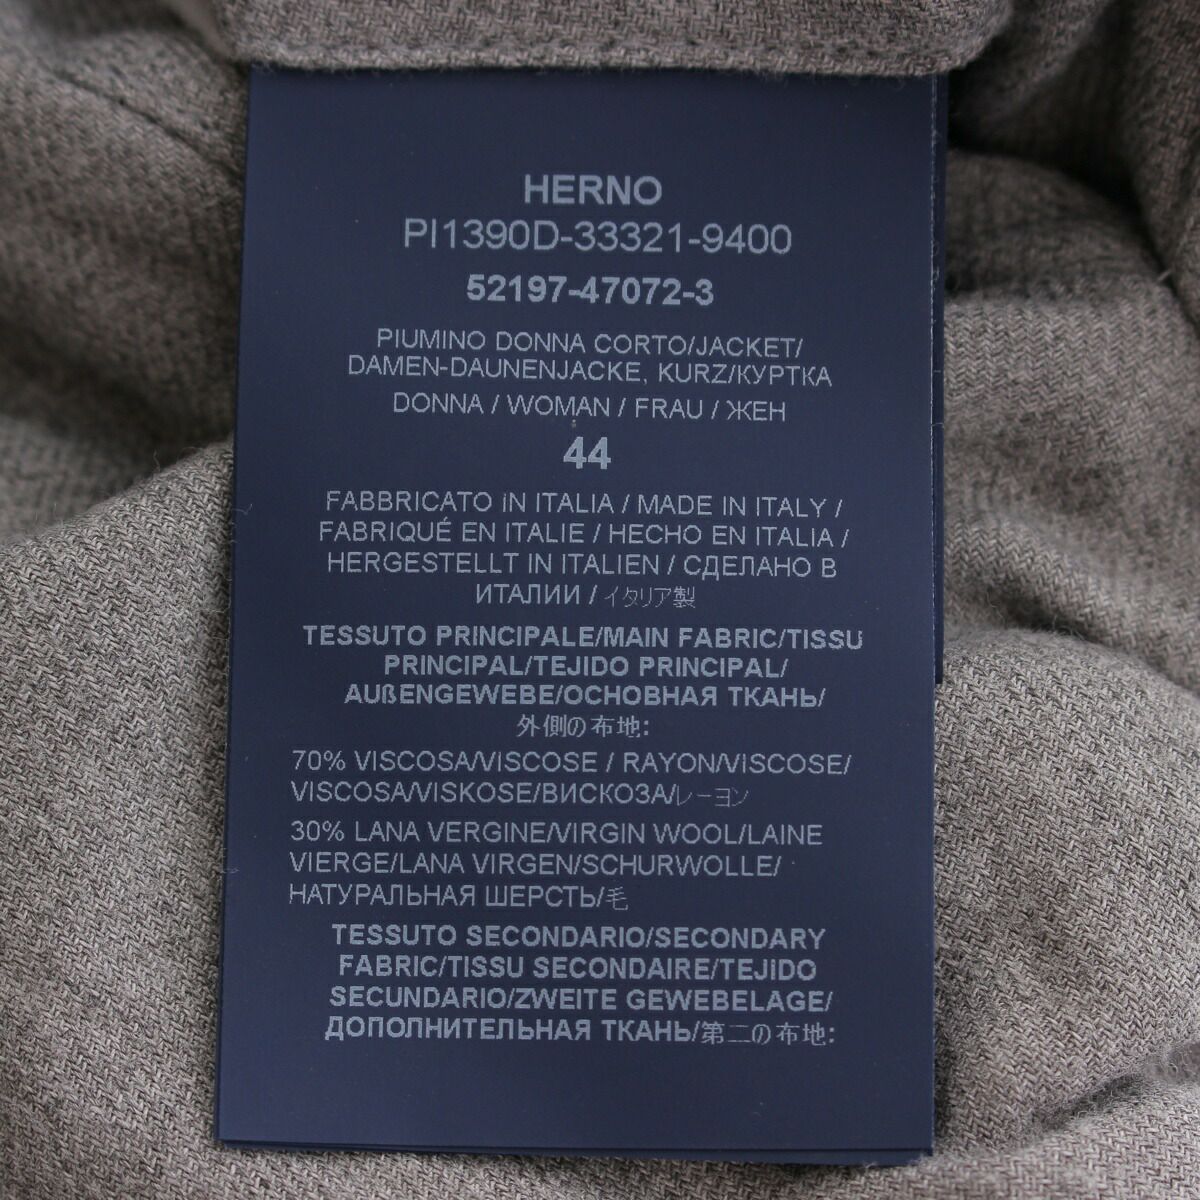 HERNO
PI1390D-33321-9400
52197-47072-3
PIUMINO DONNA CORTO/JACKET/
DAMEN-DAUNENJACKE, KURZ/КУРТКА
DONNA / WOMAN / FRAU / ЖЕН
44
FABBRICATO IN ITALIA / MADE IN ITALY /
FABRIQUÉ EN ITALIE / HECHO EN ITALIA /
HERGESTELLT IN ITALIEN / СДЕЛАНО В
ИТАЛИИ / イタリア製
TESSUTO PRINCIPALE/MAIN FABRIC/TISSU
PRINCIPAL/TEJIDO PRINCIPAL/
AUßENGEWEBE/ОСНОВНАЯ ТКАНЬ/
外側の布地:
70% VISCOSA/VISCOSE / RAYON/VISCOSE/
VISCOSA/VISKOSE/ВИСКОЗА/レーヨン
30% LANA VERGINE/VIRGIN WOOL/LAINE
VIERGE/LANA VIRGEN/SCHURWOLLE/
НАТУРАЛЬНАЯ ШЕРСТЬ/毛
TESSUTO SECONDARIO/SECONDARY
FABRIC/TISSU SECONDAIRE/TEJIDO
SECUNDARIO/ZWEITE GEWEBELAGE/
ДОПОЛНИТЕЛЬНАЯ ТКАНЬ/第二の布地: